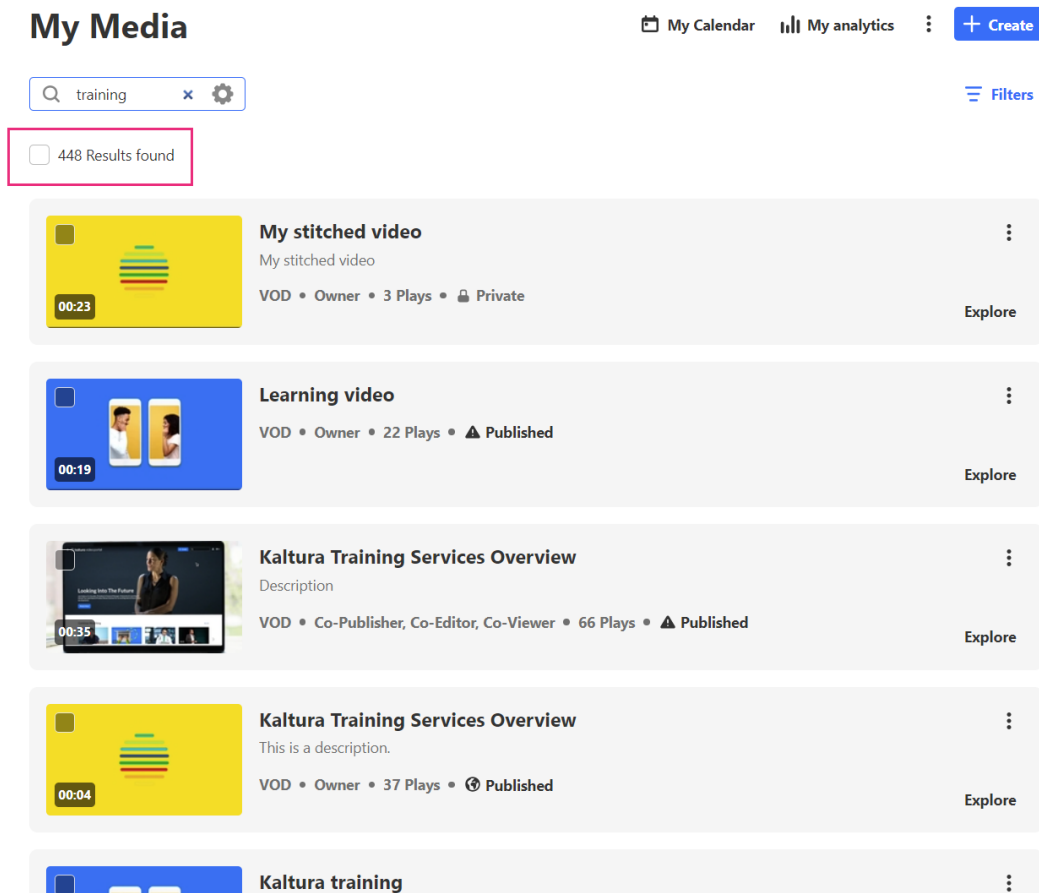 My Media
My Calendar
My analytics
Create
training
Filters
448 Results found
My stitched video
My stitched video
VOD • Owner • 3 Plays • Private
00:23
Explore
Learning video
VOD • Owner • 22 Plays • Published
00:19
Explore
Kaltura Training Services Overview
Description
Looking Into The Future
VOD • Co-Publisher, Co-Editor, Co-Viewer • 66 Plays • Published
00:35
Explore
Kaltura Training Services Overview
This is a description.
VOD • Owner • 37 Plays • Published
00:04
Explore
Kaltura training